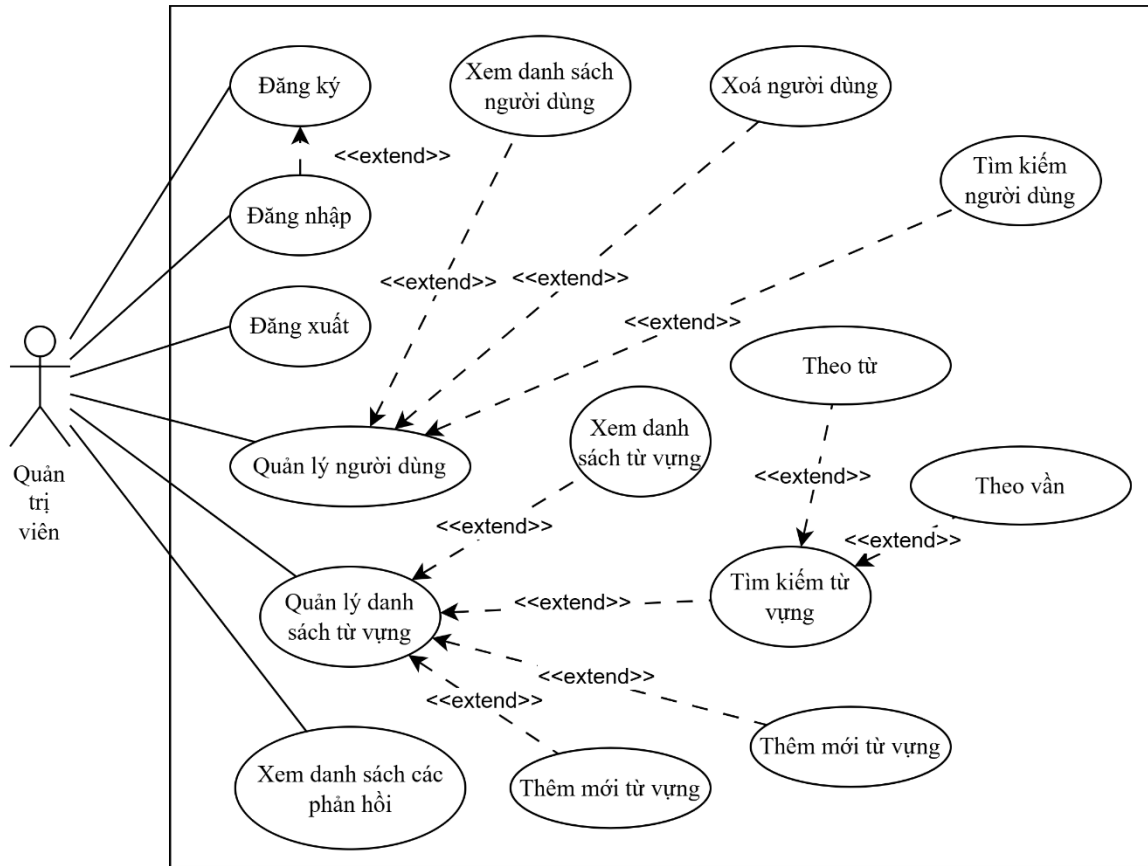 Đăng ký
Xem danh sách
người dùng
Xoá người dùng
<<extend>>
Tìm kiếm
người dùng
Đăng nhập
<<extend>>
<<extend>>
<<extend>>
Đăng xuất
Theo từ
Xem danh
sách từ vựng
Quản lý người dùng
Quản
trị
viên
<<extend>>
Theo vần
<<extend>>
<<extend>>
Tìm kiếm từ
vựng
Quản lý danh
sách từ vựng
<<extend>>
<<extend>>
<<extend>>
Thêm mới từ vựng
Xem danh sách các
phản hồi
Thêm mới từ vựng